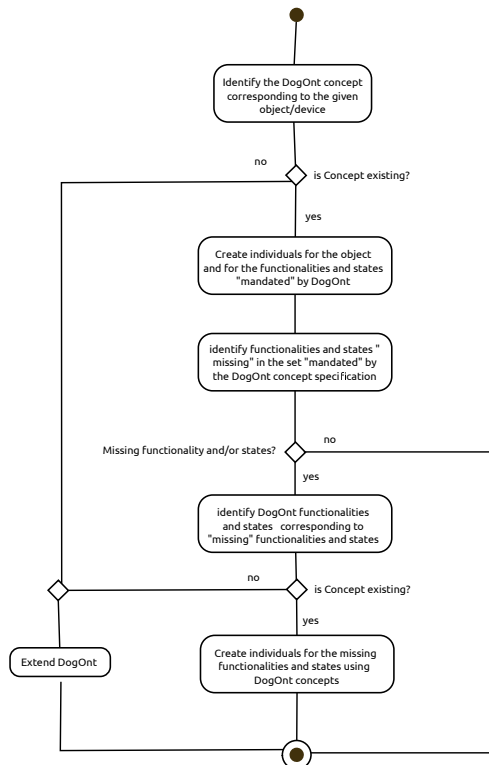 Identify the DogOnt concept
corresponding to the given
object/device
no
is Concept existing?
yes
Create individuals for the object
and for the functionalities and states
"mandated" by DogOnt
identify functionalities and states "
missing" in the set "mandated" by
the DogOnt concept specification
no
Missing functionality and/or states?
yes
identify DogOnt functionalities
and states corresponding to
"missing" functionalities and states
no
is Concept existing?
yes
Create individuals for the missing
functionalities and states using
DogOnt concepts
Extend DogOnt